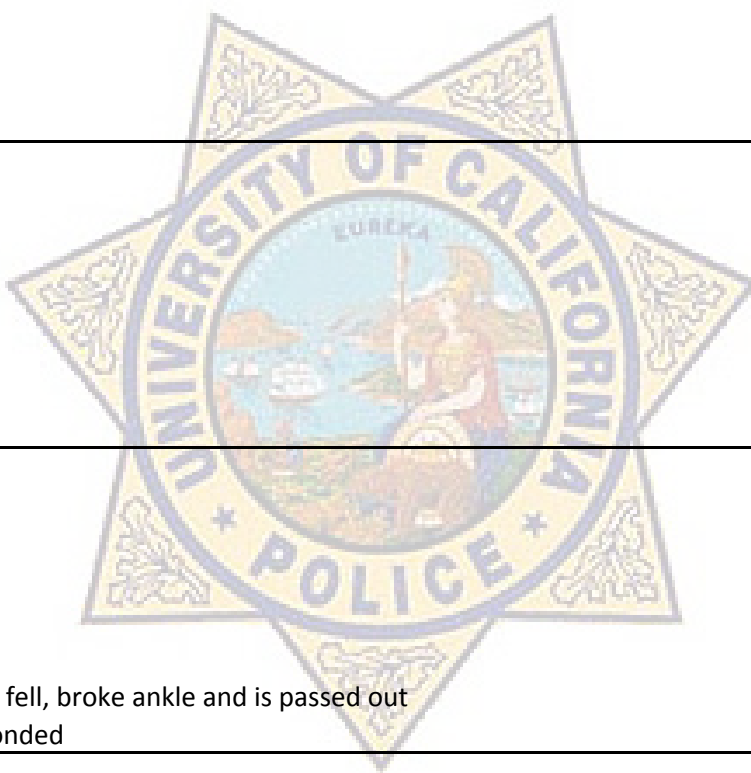 UNIVERSITY OF CALIFORNIA
EUREKA
POLICE
fell, broke ankle and is passed out
onded